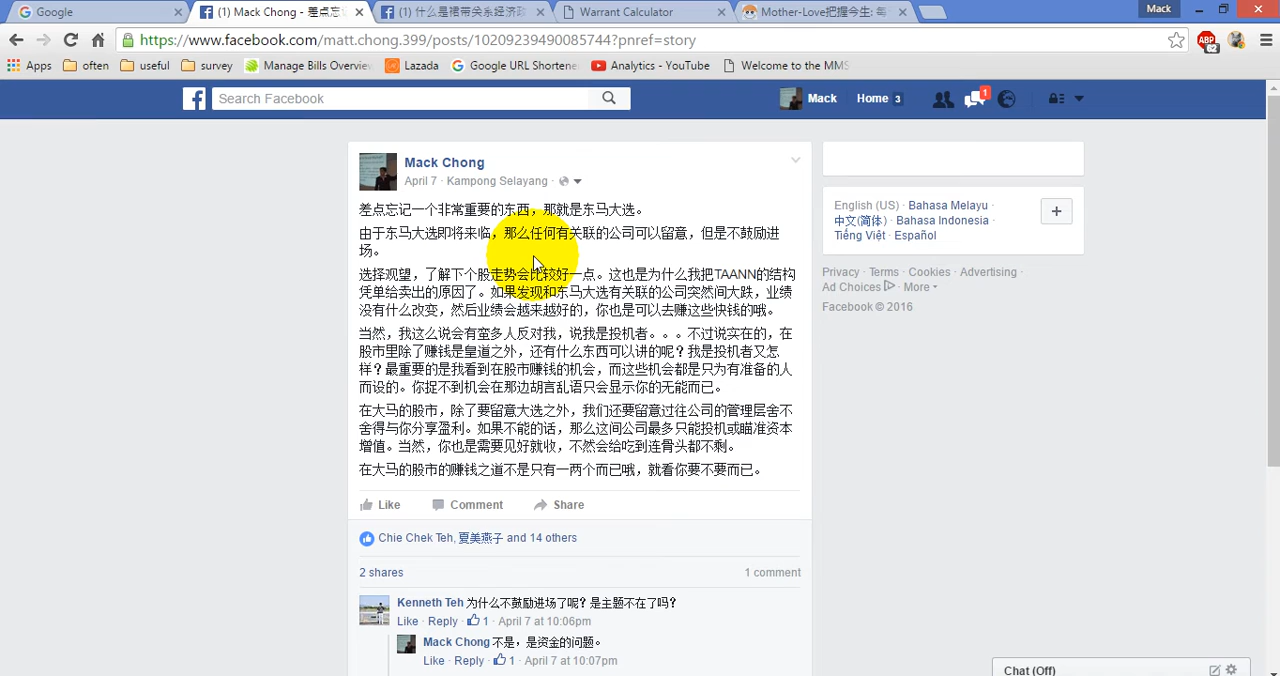 Google
(1) Mack Chong - 差点忘
(1) 什么是裙带关系经济政
Warrant Calculator
Mother-Love把握今生: 每
Mack
https://www.facebook.com/matt.chong.399/posts/10209239490085744?pnref=story
ABP
62
Apps
often
useful
survey
Manage Bills Overvi
Lazada
Google URL Shortene
Analytics - YouTube
Welcome to the MMS
Search Facebook
Mack
Home 3
1
Mack Chong
April 7 · Kampong Selayang ·
差点忘记一个非常重要的东西，那就是东马大选。
由于东马大选即将来临，那么任何有关联的公司可以留意，但是不鼓励进
场。
选择观望，了解下个股走势会比较好一点。这也是为什么我把TAANN的结构
凭单给卖出的原因了。如果发现和东马大选有关联的公司突然间大跌，业绩
没有什么改变，然后业绩会越来越好的，你也是可以去赚这些快钱的哦。
当然，我这么说会有蛮多人反对我，说我是投机者。。。不过说实在的，在
股市里除了赚钱是皇道之外，还有什么东西可以讲的呢？我是投机者又怎
样？最重要的是我看到在股市赚钱的机会，而这些机会都是只为有准备的人
而设的。你捉不到机会在那边胡言乱语只会显示你的无能而已。
在大马的股市，除了要留意大选之外，我们还要留意过往公司的管理层舍不
舍得与你分享盈利。如果不能的话，那么这间公司最多只能投机或瞄准资本
增值。当然，你也是需要见好就收，不然会给吃到连骨头都不剩。
在大马的股市的赚钱之道不是只有一两个而已哦，就看你要不要而已。
Like Comment Share
Chie Chek Teh, 夏美燕子 and 14 others
2 shares
1 comment
Kenneth Teh 为什么不鼓励进场了呢？是主题不在了吗？
Like · Reply · 1 · April 7 at 10:06pm
Mack Chong 不是，是资金的问题。
Like · Reply · 1 · April 7 at 10:07pm
English (US) · Bahasa Melayu ·
中文(简体) · Bahasa Indonesia ·
Tiếng Việt · Español
Privacy · Terms · Cookies · Advertising ·
Ad Choices · More
Facebook © 2016
Chat (Off)